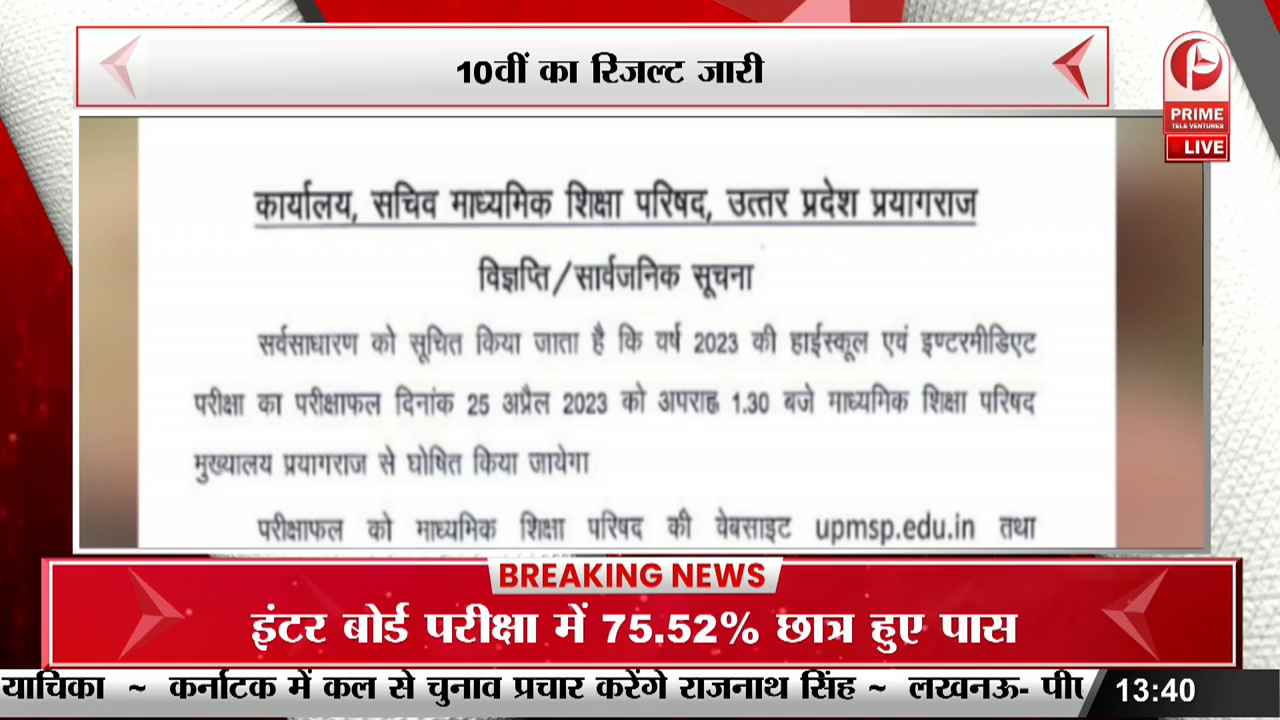 10वीं का रिजल्ट जारी
PRIME
TELE VENTURES
LIVE
कार्यालय, सचिव माध्यमिक शिक्षा परिषद, उत्तर प्रदेश प्रयागराज
विज्ञप्ति/सार्वजनिक सूचना
सर्वसाधारण को सूचित किया जाता है कि वर्ष 2023 की हाईस्कूल एवं इण्टरमीडिएट
परीक्षा का परीक्षाफल दिनांक 25 अप्रैल 2023 को अपराह्न 1.30 बजे माध्यमिक शिक्षा परिषद
मुख्यालय प्रयागराज से घोषित किया जायेगा
परीक्षाफल को माध्यमिक शिक्षा परिषद की वेबसाइट upmsp.edu.in तथा
BREAKING NEWS
इंटर बोर्ड परीक्षा में 75.52% छात्र हुए पास
याचिका ~ कर्नाटक में कल से चुनाव प्रचार करेंगे राजनाथ सिंह ~ लखनऊ- 13:40